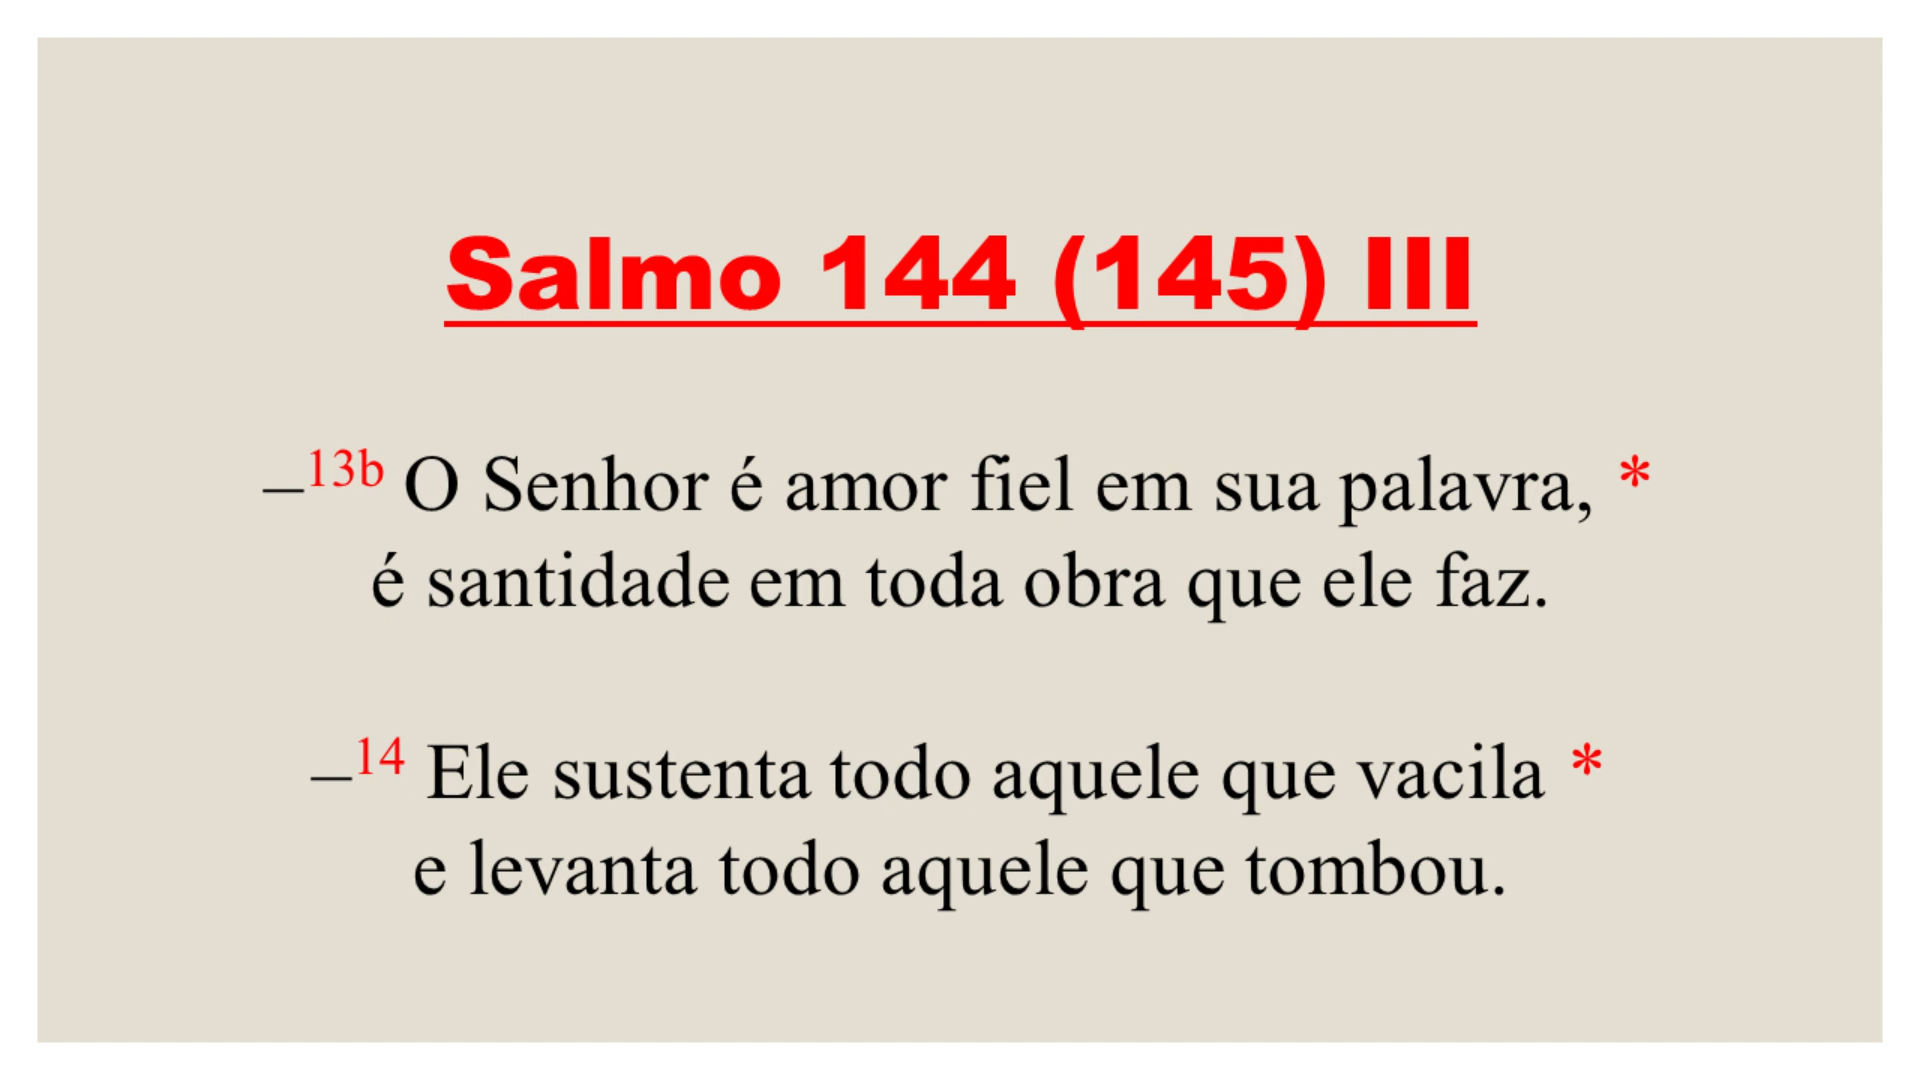 Salmo 144 (145) III
–13b O Senhor é amor fiel em sua palavra, *
é santidade em toda obra que ele faz.
–14 Ele sustenta todo aquele que vacila *
e levanta todo aquele que tombou.